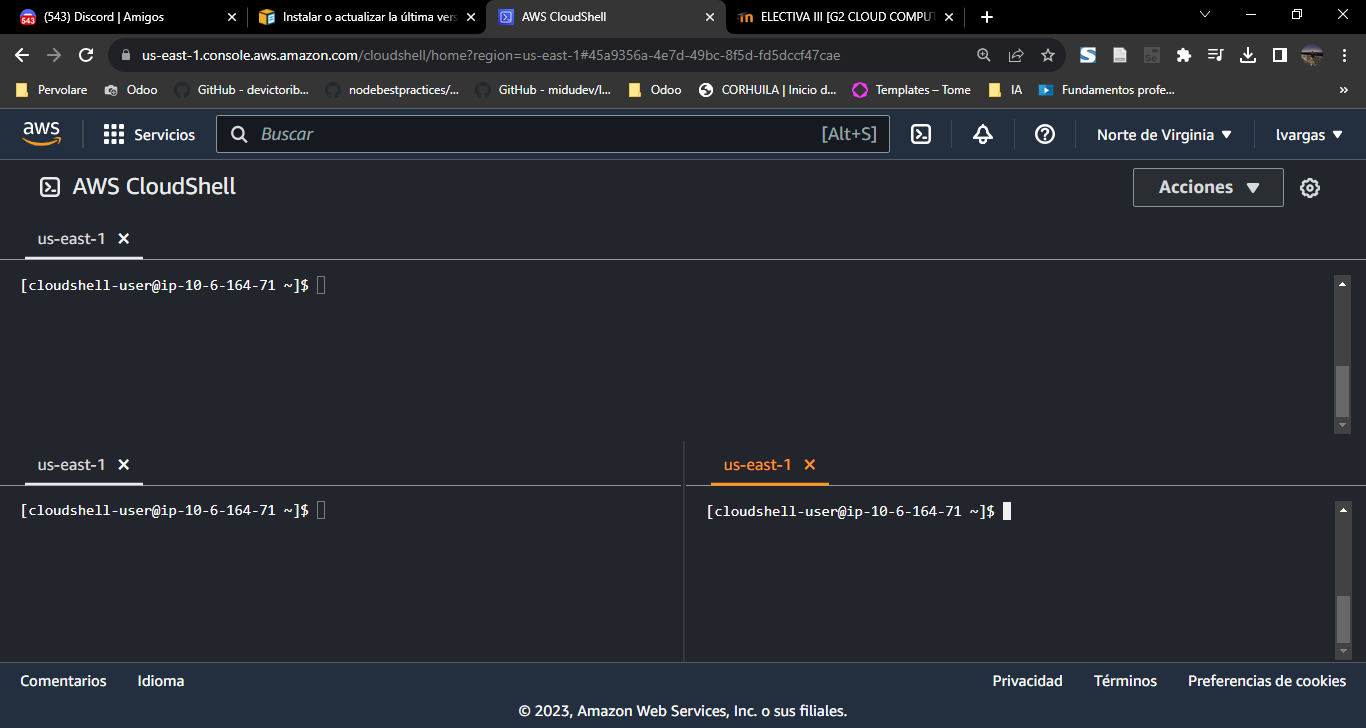 (543) Discord | Amigos
Instalar o actualizar la última vers
AWS CloudShell
ELECTIVA III [G2 CLOUD COMPUT
543
us-east-1.console.aws.amazon.com/cloudshell/home?region=us-east-1#45a9356a-4e7d-49bc-8f5d-fd5dccf47cae
Pervolare
Odoo
GitHub - devictorib...
nodebestpractices/...
GitHub - midudev/l...
Odoo
CORHUILA | Inicio d...
Templates – Tome
IA
Fundamentos profe...
»
aws
Servicios
Buscar
[Alt+S]
Norte de Virginia
lvargas
AWS CloudShell
Acciones
us-east-1
[cloudshell-user@ip-10-6-164-71 ~]$
us-east-1
us-east-1
[cloudshell-user@ip-10-6-164-71 ~]$
[cloudshell-user@ip-10-6-164-71 ~]$
Comentarios
Idioma
Privacidad
Términos
Preferencias de cookies
© 2023, Amazon Web Services, Inc. o sus filiales.